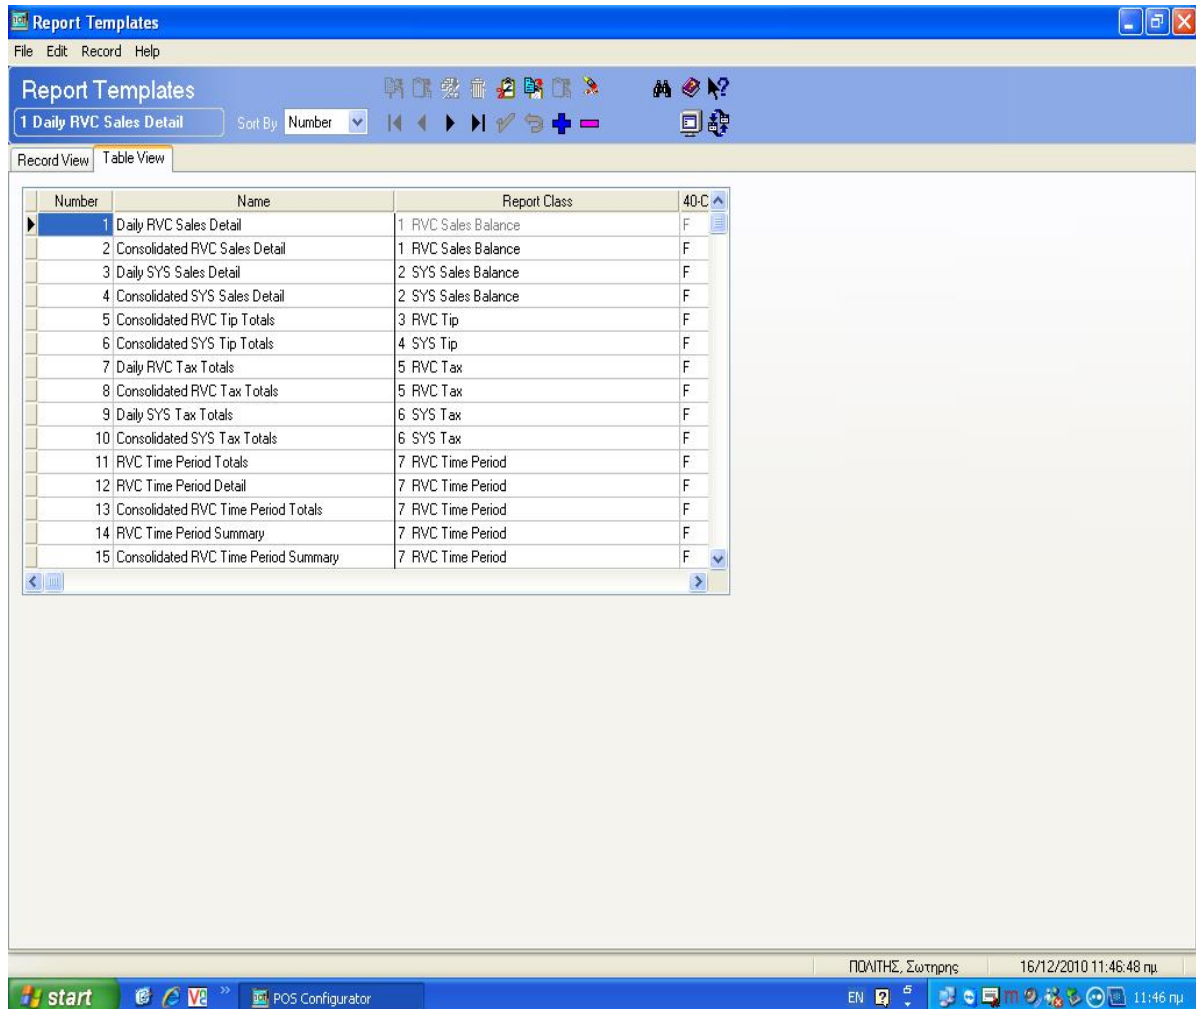 Report Templates
File Edit Record Help
Report Templates
1 Daily RVC Sales Detail Sort By Number
Record View Table View
Number Name Report Class 40-C
1 Daily RVC Sales Detail 1 RVC Sales Balance F
2 Consolidated RVC Sales Detail 1 RVC Sales Balance F
3 Daily SYS Sales Detail 2 SYS Sales Balance F
4 Consolidated SYS Sales Detail 2 SYS Sales Balance F
5 Consolidated RVC Tip Totals 3 RVC Tip F
6 Consolidated SYS Tip Totals 4 SYS Tip F
7 Daily RVC Tax Totals 5 RVC Tax F
8 Consolidated RVC Tax Totals 5 RVC Tax F
9 Daily SYS Tax Totals 6 SYS Tax F
10 Consolidated SYS Tax Totals 6 SYS Tax F
11 RVC Time Period Totals 7 RVC Time Period F
12 RVC Time Period Detail 7 RVC Time Period F
13 Consolidated RVC Time Period Totals 7 RVC Time Period F
14 RVC Time Period Summary 7 RVC Time Period F
15 Consolidated RVC Time Period Summary 7 RVC Time Period F
ΠΟΛΙΤΗΣ, Σωτηρης 16/12/2010 11:46:48 πμ
start POS Configurator EN 11:46 πμ